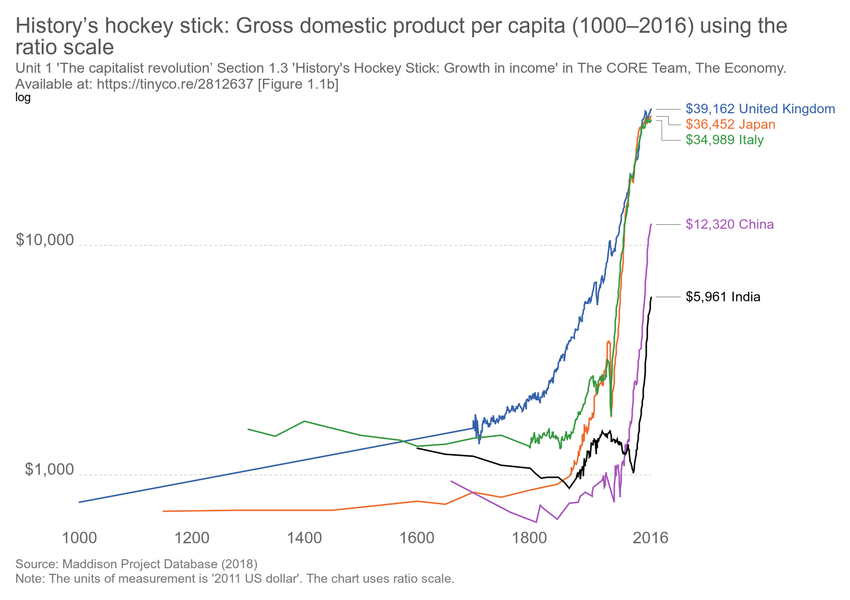 History’s hockey stick: Gross domestic product per capita (1000–2016) using the
ratio scale
Unit 1 'The capitalist revolution’ Section 1.3 'History's Hockey Stick: Growth in income' in The CORE Team, The Economy.
Available at: https://tinyco.re/2812637 [Figure 1.1b]
log
$39,162 United Kingdom
$36,452 Japan
$34,989 Italy
$12,320 China
$10,000
$5,961 India
$1,000
1000 1200 1400 1600 1800 2016
Source: Maddison Project Database (2018)
Note: The units of measurement is '2011 US dollar'. The chart uses ratio scale.